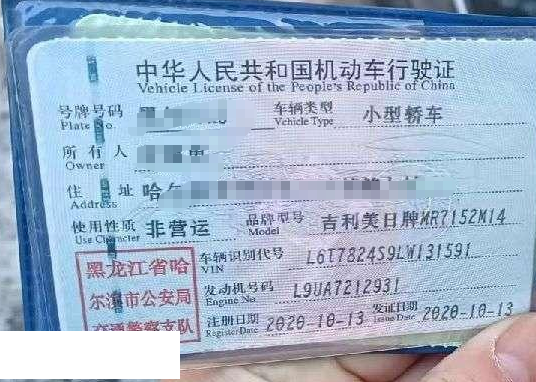 中华人民共和国机动车行驶证
Vehicle License of the People's Republic of China
号牌号码 车辆类型 小型轿车
Plate No. Vehicle Type
所有人
Owner
住址 哈
Address
使用性质 非营运 品牌型号 吉利美日牌MR7152M14
Use Character Model
车辆识别代号 L6T7824S9LW131591
VIN
发动机号码 L9UA7212931
Engine No.
注册日期 2020-10-13 发证日期 2020-10-13
Register Date Issue Date
黑龙江省哈
尔滨市公安局
交通警察支队